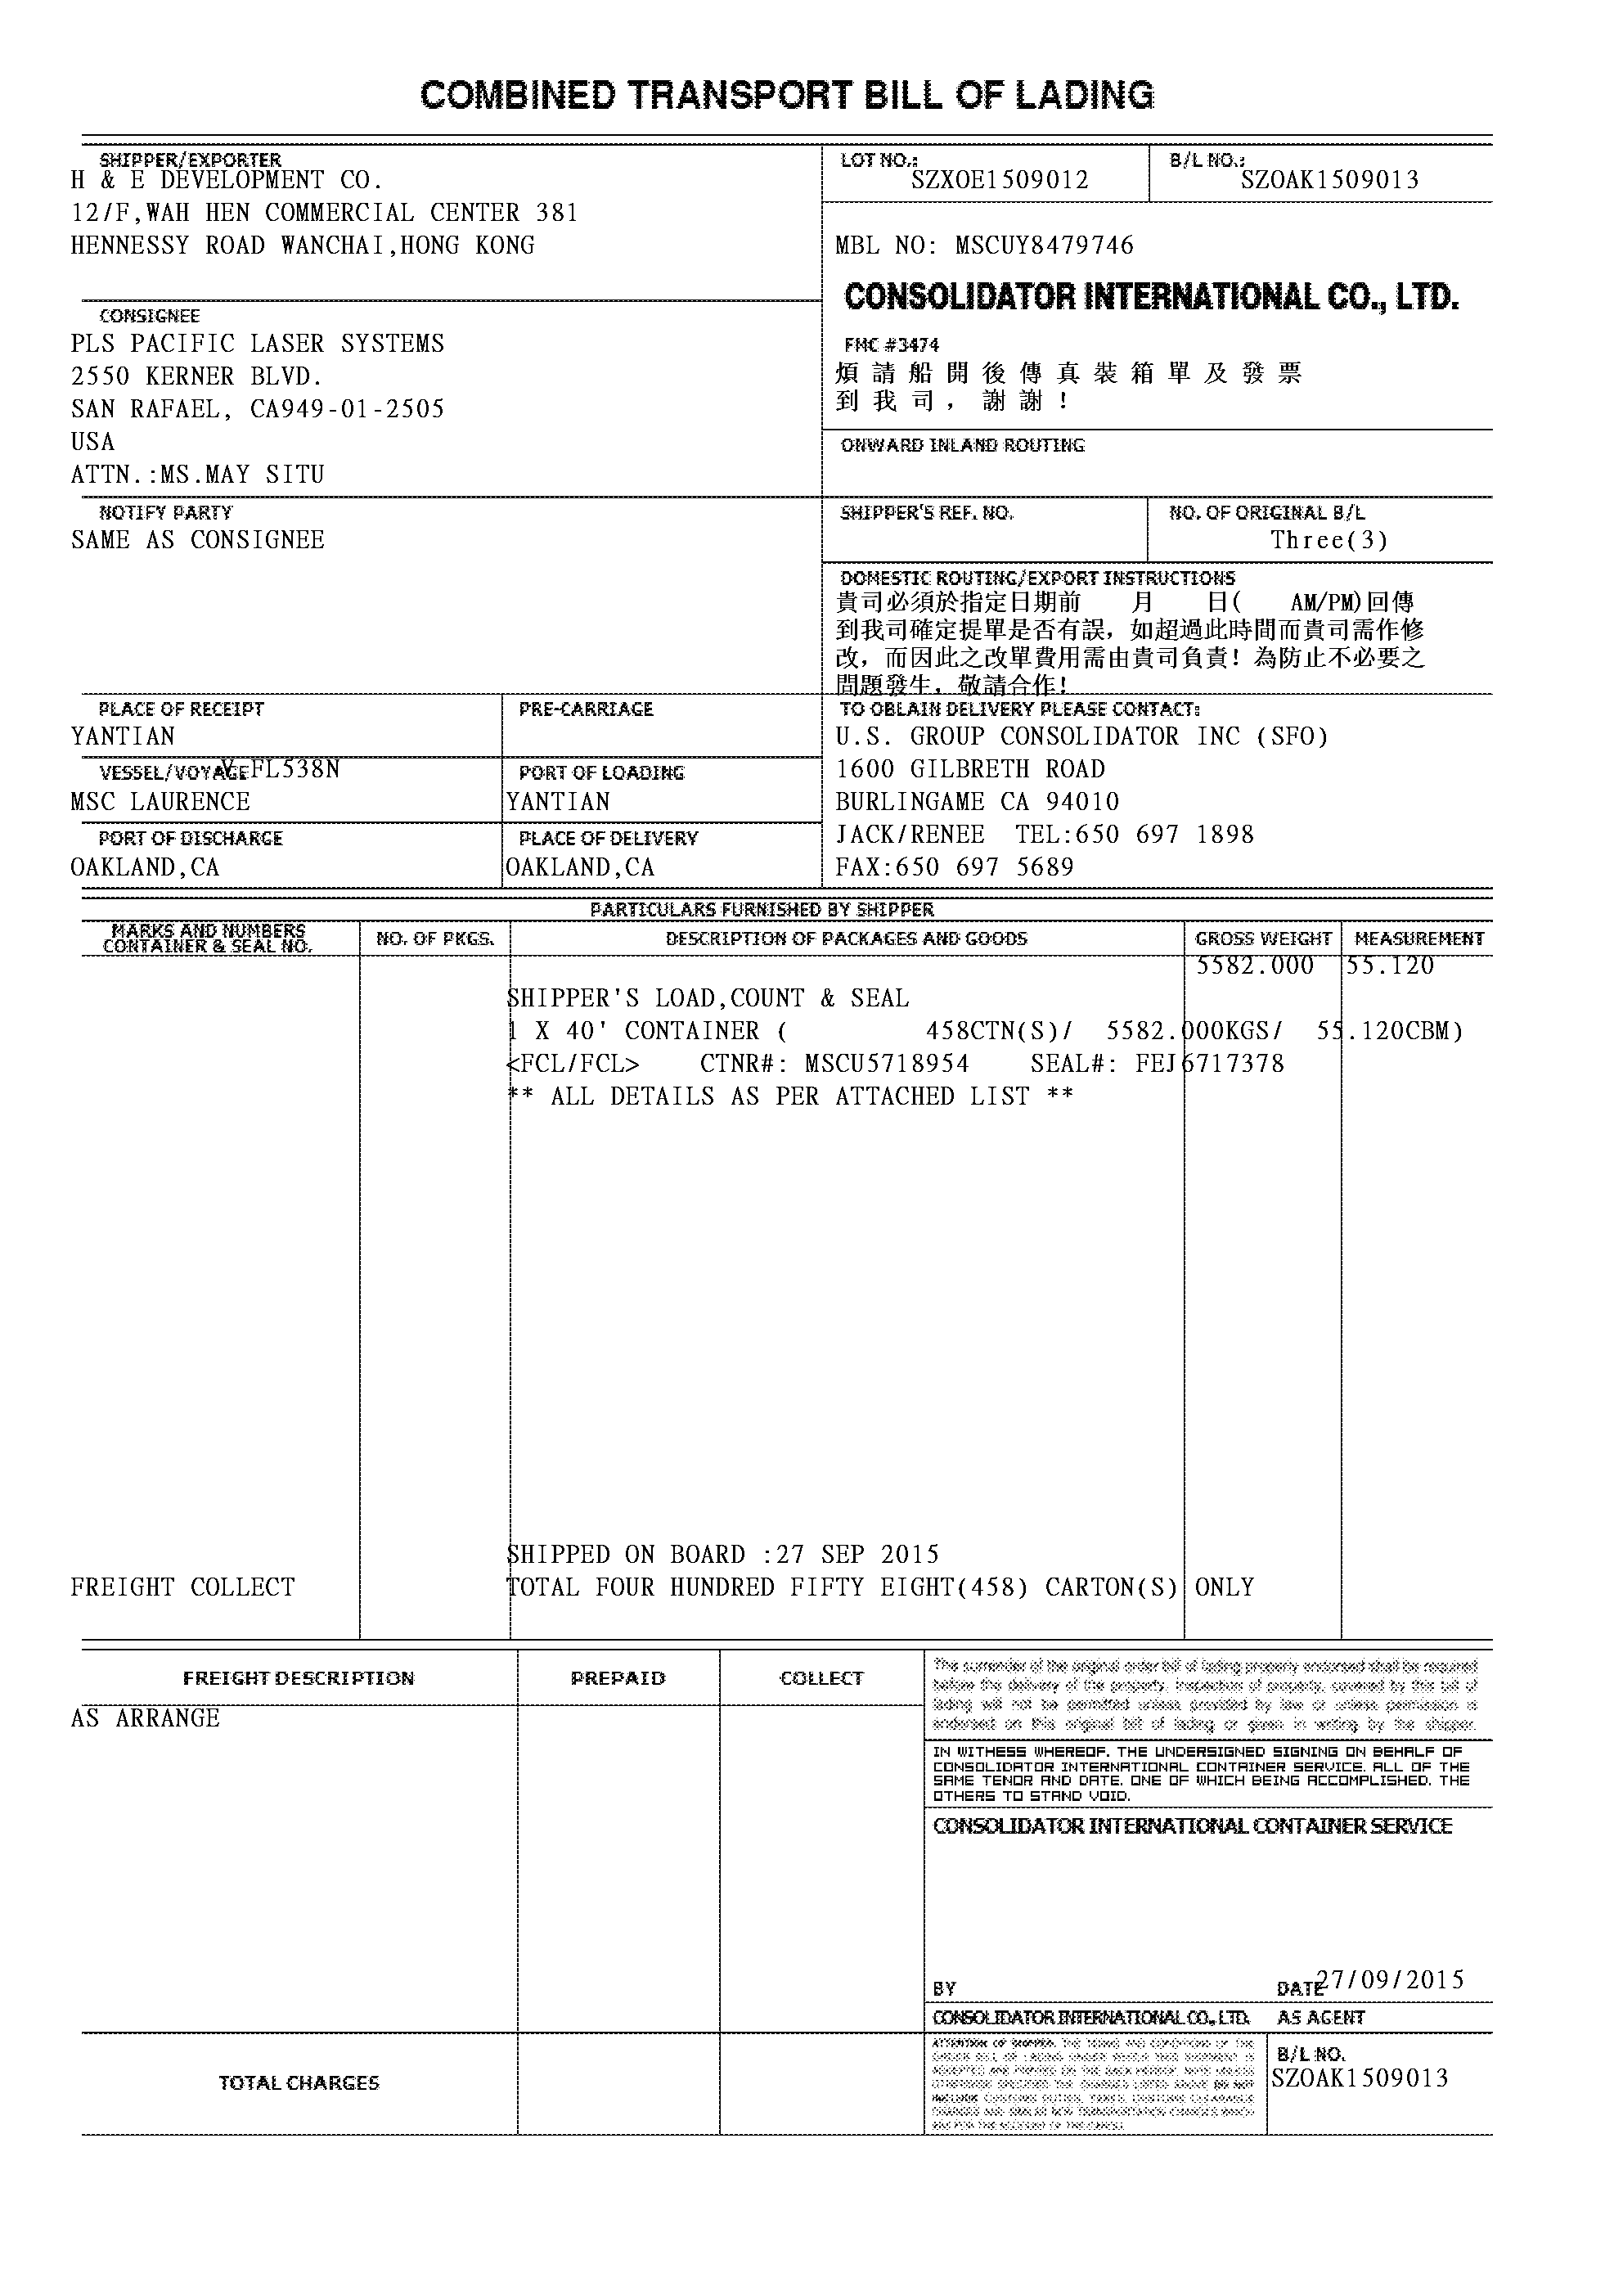 COMBINED TRANSPORT BILL OF LADING
SHIPPER/EXPORTER
H & E DEVELOPMENT CO.
12/F,WAH HEN COMMERCIAL CENTER 381
HENNESSY ROAD WANCHAI,HONG KONG
LOT NO.:
SZXOE1509012
B/L NO.:
SZOAK1509013
MBL NO: MSCUY8479746
CONSOLIDATOR INTERNATIONAL CO., LTD.
FMC #3474
煩請船開後傳真裝箱單及發票
到我司，謝謝！
CONSIGNEE
PLS PACIFIC LASER SYSTEMS
2550 KERNER BLVD.
SAN RAFAEL, CA949-01-2505
USA
ATTN.:MS.MAY SITU
ONWARD INLAND ROUTING
NOTIFY PARTY
SAME AS CONSIGNEE
SHIPPER'S REF. NO.
NO. OF ORIGINAL B/L
Three(3)
DOMESTIC ROUTING/EXPORT INSTRUCTIONS
貴司必須於指定日期前 月 日( AM/PM)回傳
到我司確定提單是否有誤，如超過此時間而貴司需作修
改，而因此之改單費用需由貴司負責！為防止不必要之
問題發生，敬請合作！
PLACE OF RECEIPT
YANTIAN
PRE-CARRIAGE
VESSEL/VOYAGE V.FL538N
MSC LAURENCE
PORT OF LOADING
YANTIAN
PORT OF DISCHARGE
OAKLAND,CA
PLACE OF DELIVERY
OAKLAND,CA
TO OBLAIN DELIVERY PLEASE CONTACT:
U.S. GROUP CONSOLIDATOR INC (SFO)
1600 GILBRETH ROAD
BURLINGAME CA 94010
JACK/RENEE TEL:650 697 1898
FAX:650 697 5689
PARTICULARS FURNISHED BY SHIPPER
MARKS AND NUMBERS
CONTAINER & SEAL NO.
NO. OF PKGS.
DESCRIPTION OF PACKAGES AND GOODS
GROSS WEIGHT
MEASUREMENT
5582.000 55.120
SHIPPER'S LOAD,COUNT & SEAL
1 X 40' CONTAINER ( 458CTN(S)/ 5582.000KGS/ 55.120CBM)
<FCL/FCL> CTNR#: MSCU5718954 SEAL#: FEJ6717378
** ALL DETAILS AS PER ATTACHED LIST **
SHIPPED ON BOARD :27 SEP 2015
FREIGHT COLLECT
TOTAL FOUR HUNDRED FIFTY EIGHT(458) CARTON(S) ONLY
FREIGHT DESCRIPTION
PREPAID
COLLECT
AS ARRANGE
The surrender of the original order bill of lading properly endorsed shall be required
before the delivery of the property. Inspection of property, covered by this bill of
lading will not be permitted unless provided by law or unless permission is
endorsed on this original bill of lading or given in writing by the shipper.
IN WITHESS WHEREOF. THE UNDERSIGNED SIGNING ON BEHALF OF
CONSOLIDATOR INTERNATIONAL CONTAINER SERVICE. ALL OF THE
SAME TENOR AND DATE. ONE OF WHICH BEING ACCOMPLISHED. THE
OTHERS TO STAND VOID.
CONSOLIDATOR INTERNATIONAL CONTAINER SERVICE
BY
DATE 27/09/2015
CONSOLIDATOR INTERNATIONAL CO., LTD. AS AGENT
TOTAL CHARGES
B/L NO.
SZOAK1509013